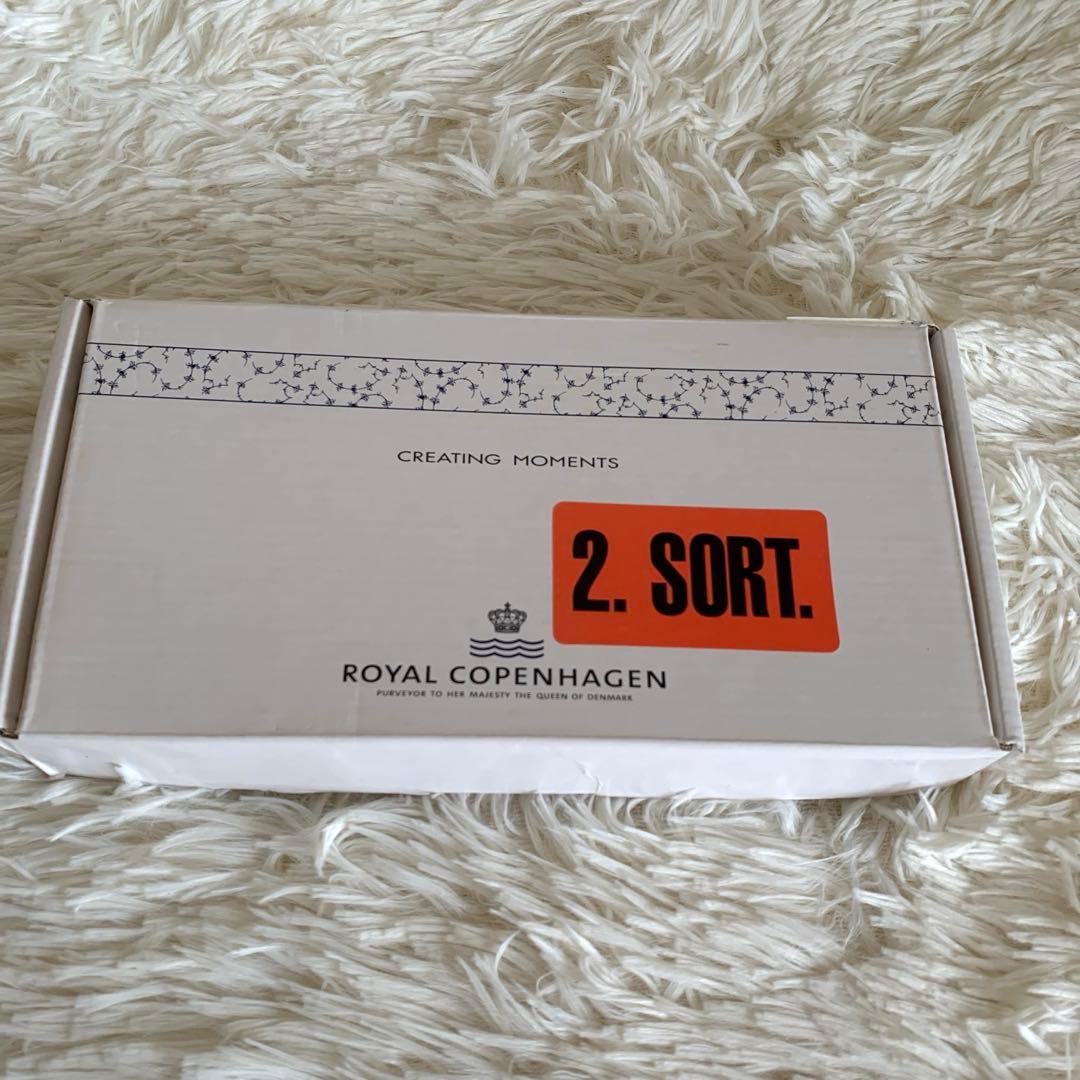 CREATING MOMENTS
2. SORT.
ROYAL COPENHAGEN
PURVEYOR TO HER MAJESTY THE QUEEN OF DENMARK